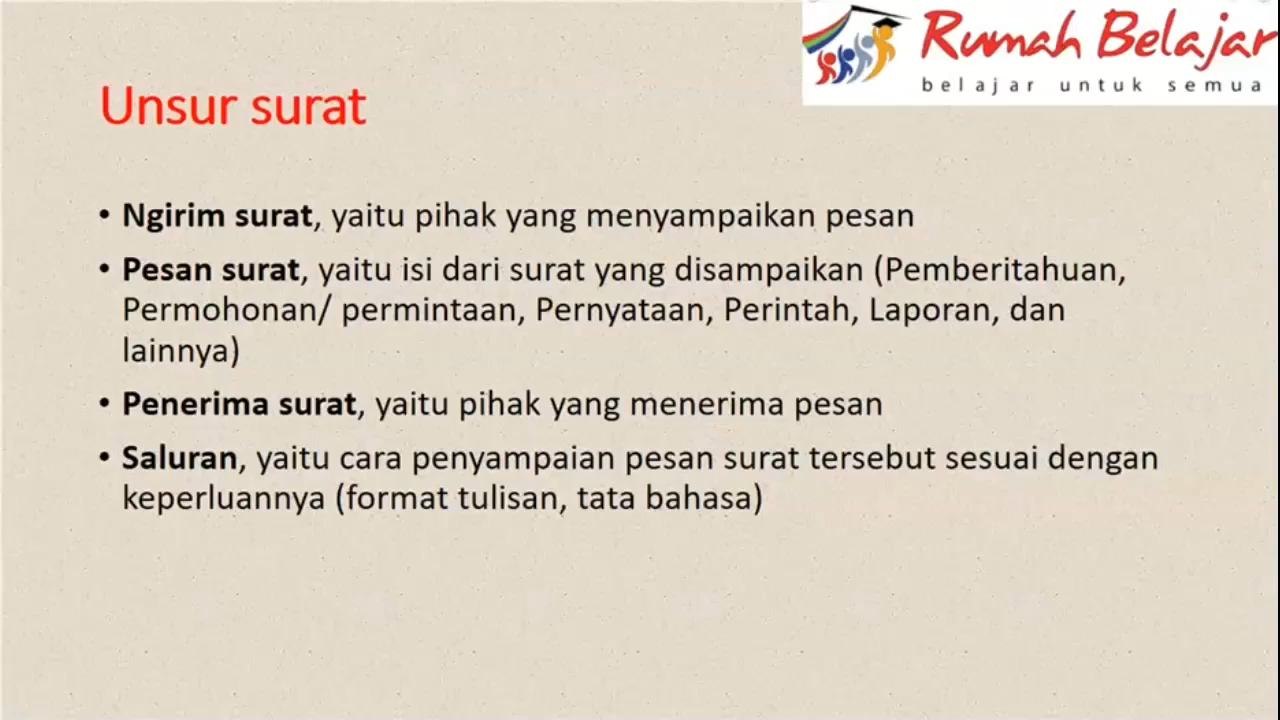 Rumah Belajar
belajar untuk semua
Unsur surat
• Ngirim surat, yaitu pihak yang menyampaikan pesan
• Pesan surat, yaitu isi dari surat yang disampaikan (Pemberitahuan,
Permohonan/ permintaan, Pernyataan, Perintah, Laporan, dan
lainnya)
• Penerima surat, yaitu pihak yang menerima pesan
• Saluran, yaitu cara penyampaian pesan surat tersebut sesuai dengan
keperluannya (format tulisan, tata bahasa)